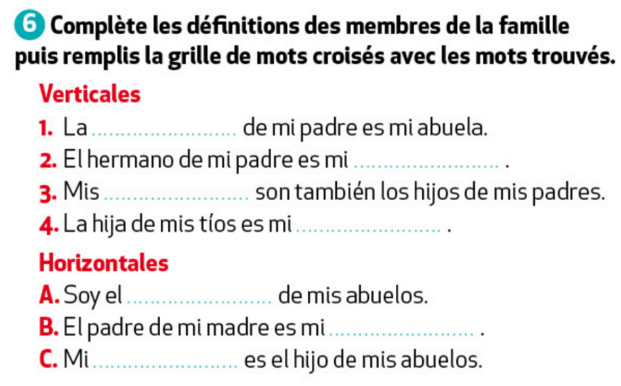 6 Complète les définitions des membres de la famille
puis remplis la grille de mots croisés avec les mots trouvés.
Verticales
1. La ........................ de mi padre es mi abuela.
2. El hermano de mi padre es mi ........................ .
3. Mis ........................ son también los hijos de mis padres.
4. La hija de mis tíos es mi ........................ .
Horizontales
A. Soy el ........................ de mis abuelos.
B. El padre de mi madre es mi ........................ .
C. Mi ........................ es el hijo de mis abuelos.